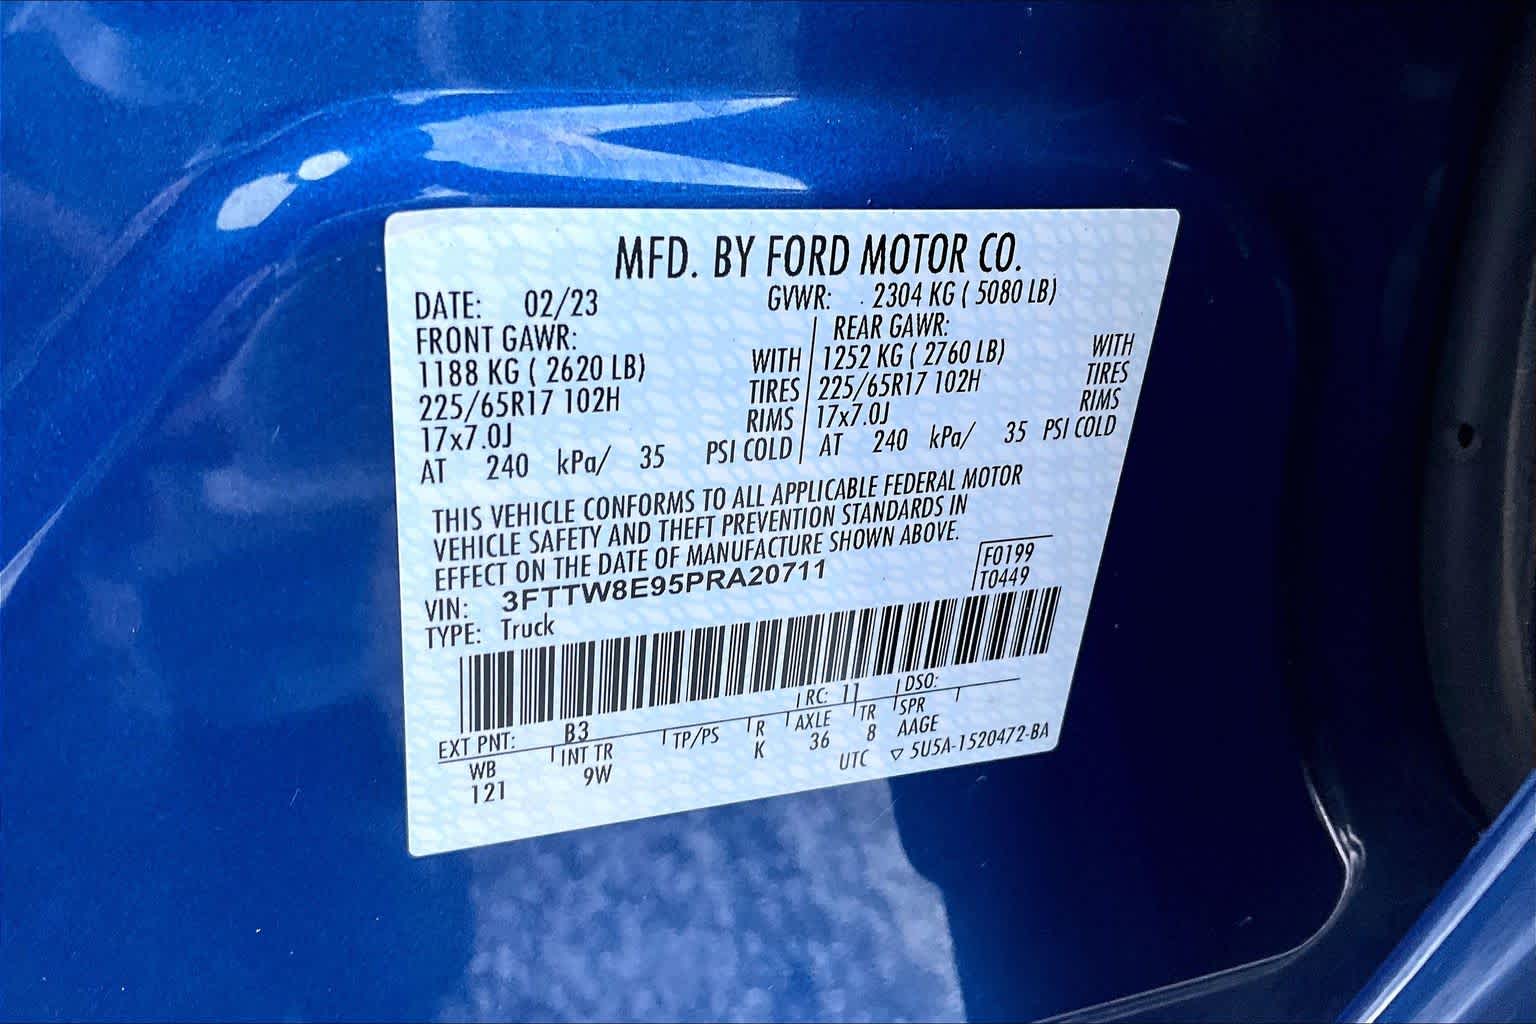 MFD. BY FORD MOTOR CO.
DATE: 02/23 GVWR: 2304 KG ( 5080 LB)
FRONT GAWR: REAR GAWR:
1188 KG ( 2620 LB) WITH 1252 KG ( 2760 LB) WITH
225/65R17 102H TIRES 225/65R17 102H TIRES
17x7.0J RIMS 17x7.0J RIMS
AT 240 kPa/ 35 PSI COLD AT 240 kPa/ 35 PSI COLD
THIS VEHICLE CONFORMS TO ALL APPLICABLE FEDERAL MOTOR
VEHICLE SAFETY AND THEFT PREVENTION STANDARDS IN
EFFECT ON THE DATE OF MANUFACTURE SHOWN ABOVE.
F0199
VIN: 3FTTW8E95PRA20711 T0449
TYPE: Truck
EXT PNT: B3 RC: 11 DSO:
WB INT TR TP/PS R AXLE TR SPR
121 9W K 36 8 AAGE
UTC ▽ 5U5A-1520472-BA